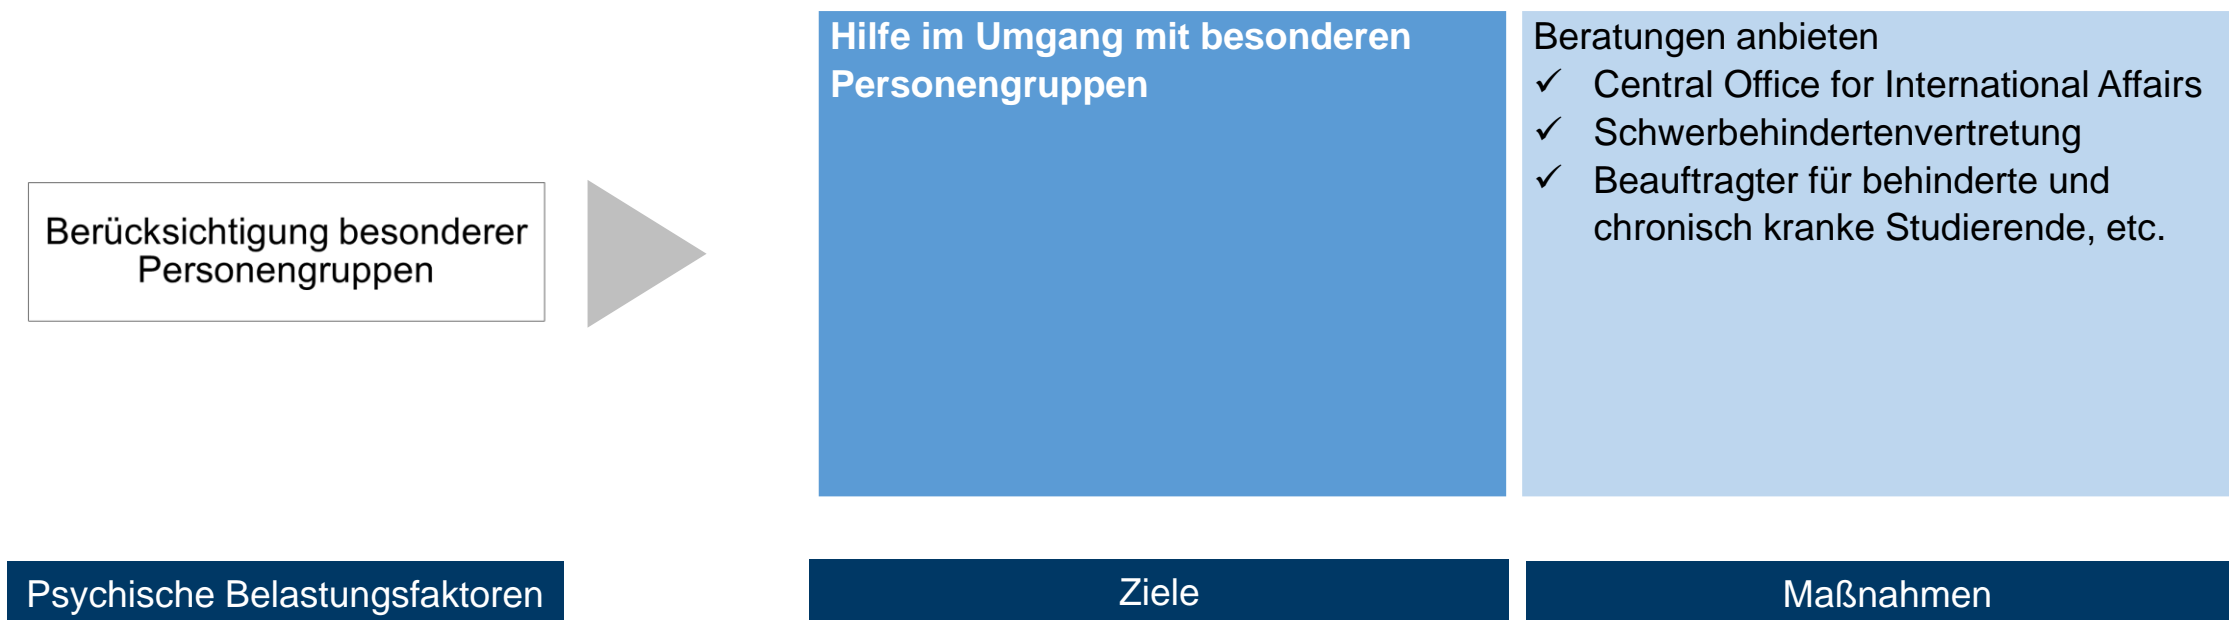 Berücksichtigung besonderer
Personengruppen
Hilfe im Umgang mit besonderen
Personengruppen
Beratungen anbieten
✓ Central Office for International Affairs
✓ Schwerbehindertenvertretung
✓ Beauftragter für behinderte und
chronisch kranke Studierende, etc.
Psychische Belastungsfaktoren
Ziele
Maßnahmen